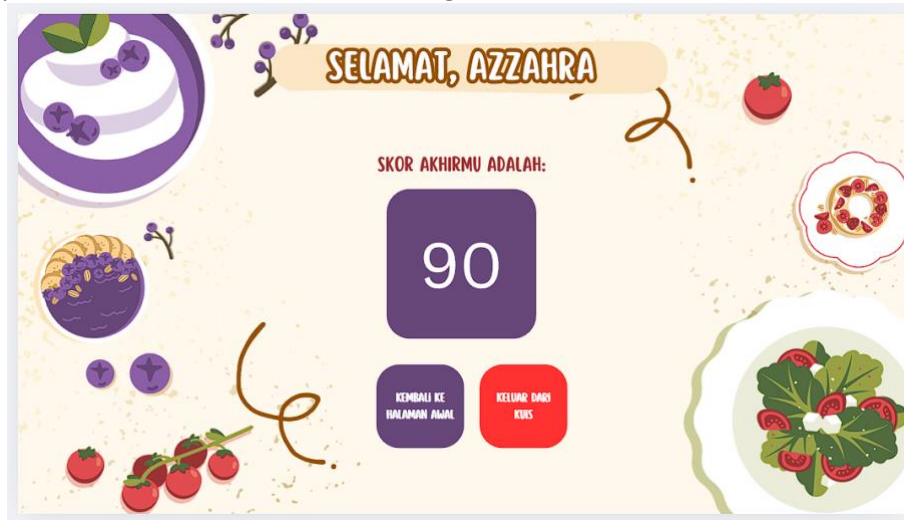 SELAMAT, AZZAHRA
SKOR AKHIRMU ADALAH:
90
KEMBALI KE
HALAMAN AWAL
KELUAR DARI
KUIS